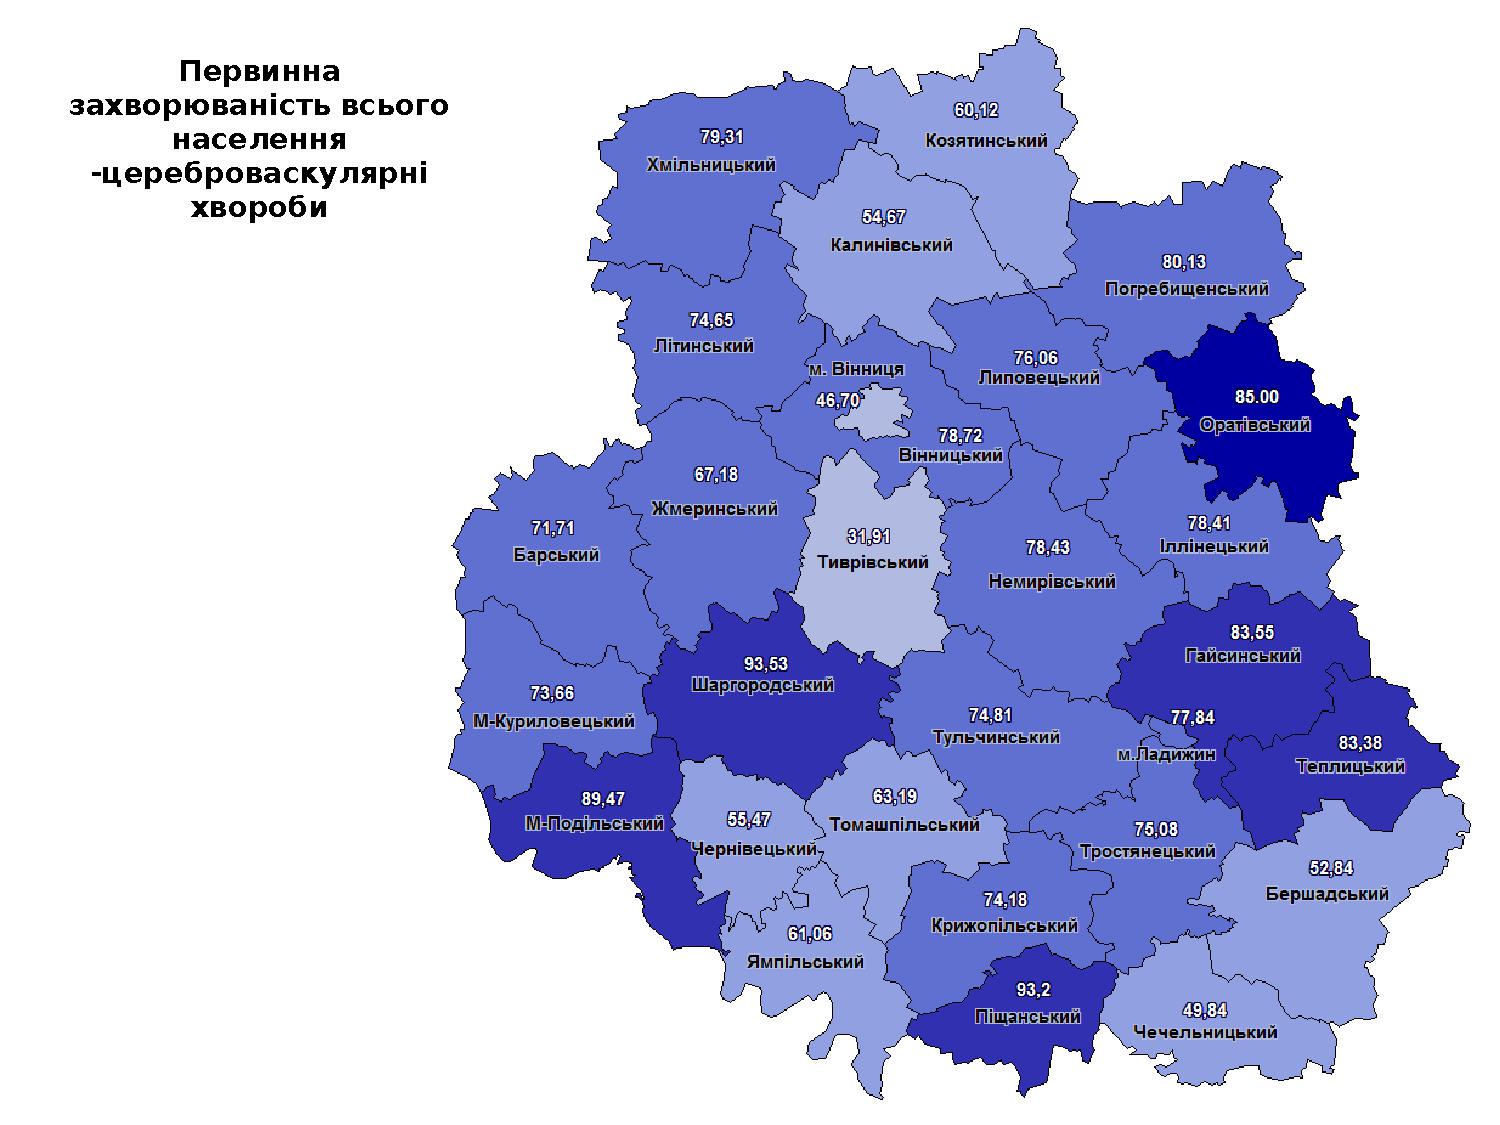 Первинна
захворюваність всього
населення
-цереброваскулярні
хвороби
60,12
Козятинський
79,31
Хмільницький
54,67
Калинівський
80,13
Погребищенський
74,65
Літинський
76,06
Липовецький
м. Вінниця
46,70
85.00
Оратівський
78,72
Вінницький
67,18
Жмеринський
71,71
Барський
31,91
Тиврівський
78,43
Немирівський
78,41
Іллінецький
83,55
Гайсинський
93,53
Шаргородський
73,66
М-Куриловецький
74,81
Тульчинський
77,84
м.Ладижин
83,38
Теплицький
89,47
М-Подільський
55,47
Чернівецький
63,19
Томашпільський
75,08
Тростянецький
52,84
Бершадський
74,18
Крижопільський
61,06
Ямпільський
93,2
Піщанський
49,84
Чечельницький